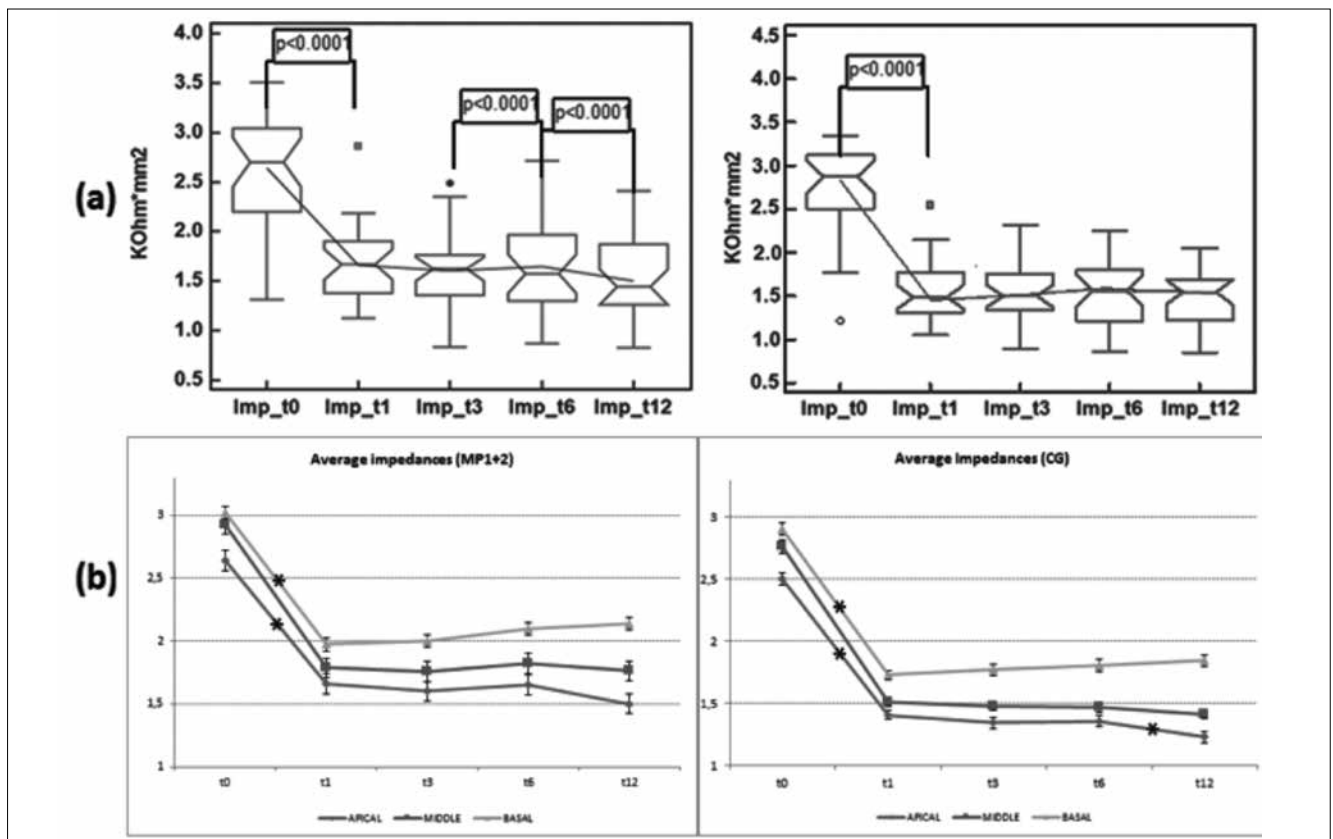 (a)
KOhm*mm2
4.0
3.5
3.0
2.5
2.0
1.5
1.0
0.5
p<0.0001
p<0.0001
p<0.0001
Imp_t0 Imp_t1 Imp_t3 Imp_t6 Imp_t12
KOhm*mm2
4.5
4.0
3.5
3.0
2.5
2.0
1.5
1.0
0.5
p<0.0001
Imp_t0 Imp_t1 Imp_t3 Imp_t6 Imp_t12
(b)
Average impedances (MP1+2)
3
2,5
2
1,5
1
t0 t1 t3 t6 t12
APICAL MIDDLE BASAL
Average Impedances (CG)
3
2,5
2
1,5
1
t0 t1 t3 t6 t12
APICAL MIDDLE BASAL